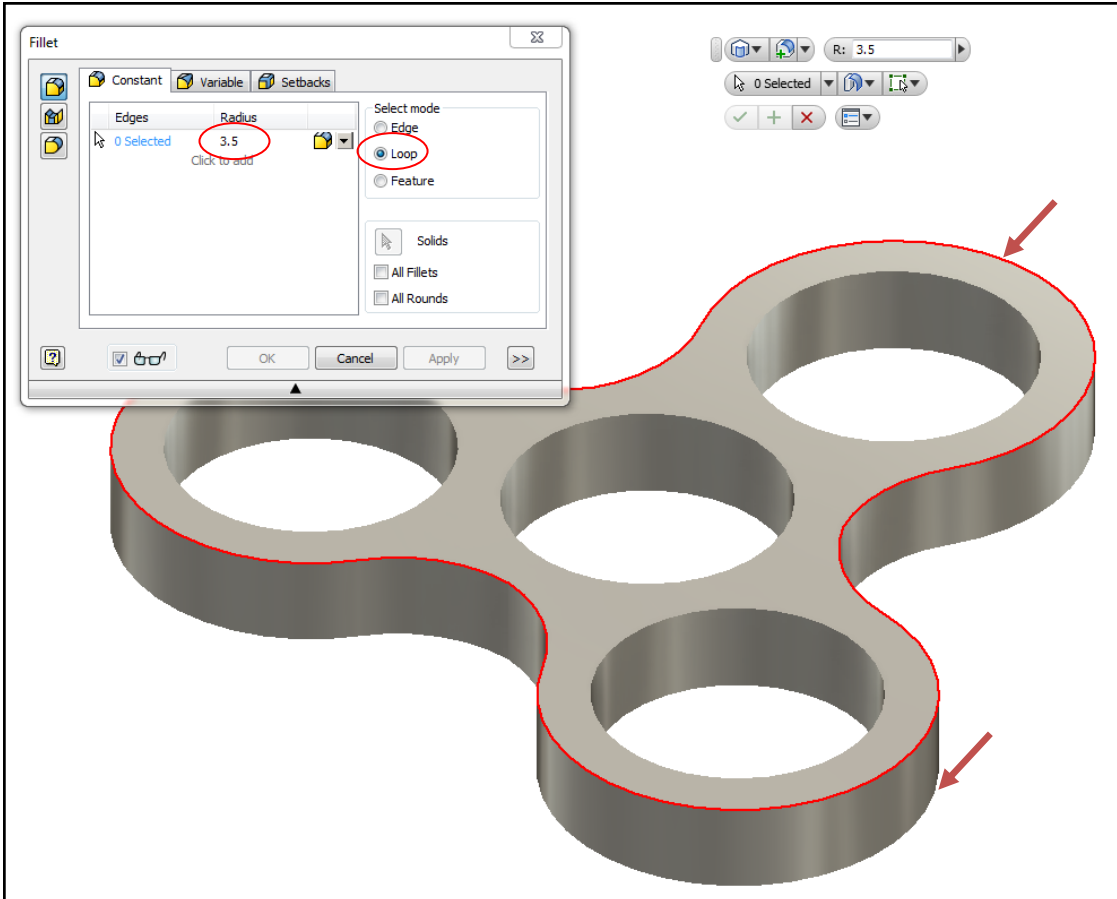 Fillet
Constant Variable Setbacks
Edges Radius
0 Selected 3.5
Click to add
Select mode
Edge
Loop
Feature
Solids
All Fillets
All Rounds
OK Cancel Apply >>
R: 3.5
0 Selected